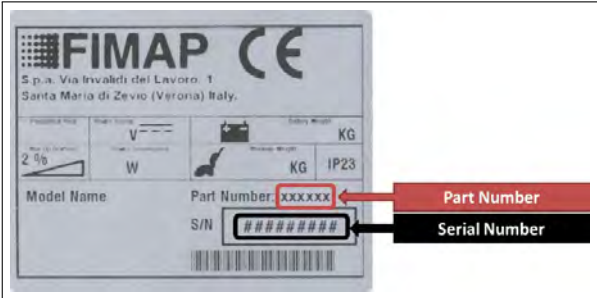 FIMAP CE
S.p.a. Via Invalidi del Lavoro, 1
Santa Maria di Zevio (Verona) Italy.
V
KG
2 %
W
KG
IP23
Model Name
Part Number: xxxxxx
Part Number
S/N #########
Serial Number